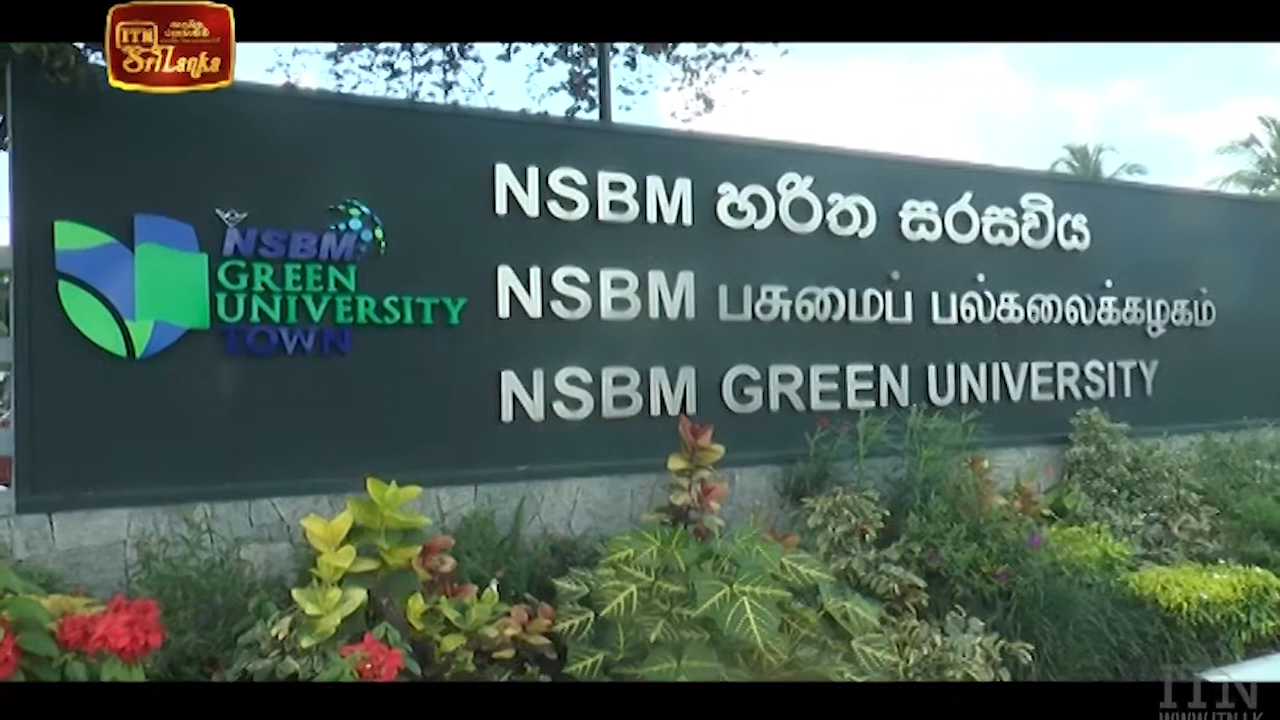 ITN
Sri Lanka
NSBM
GREEN
UNIVERSITY
TOWN
NSBM හරිත සරසවිය
NSBM பசுமைப் பல்கலைக்கழகம்
NSBM GREEN UNIVERSITY
ITN
WWW.ITN.LK